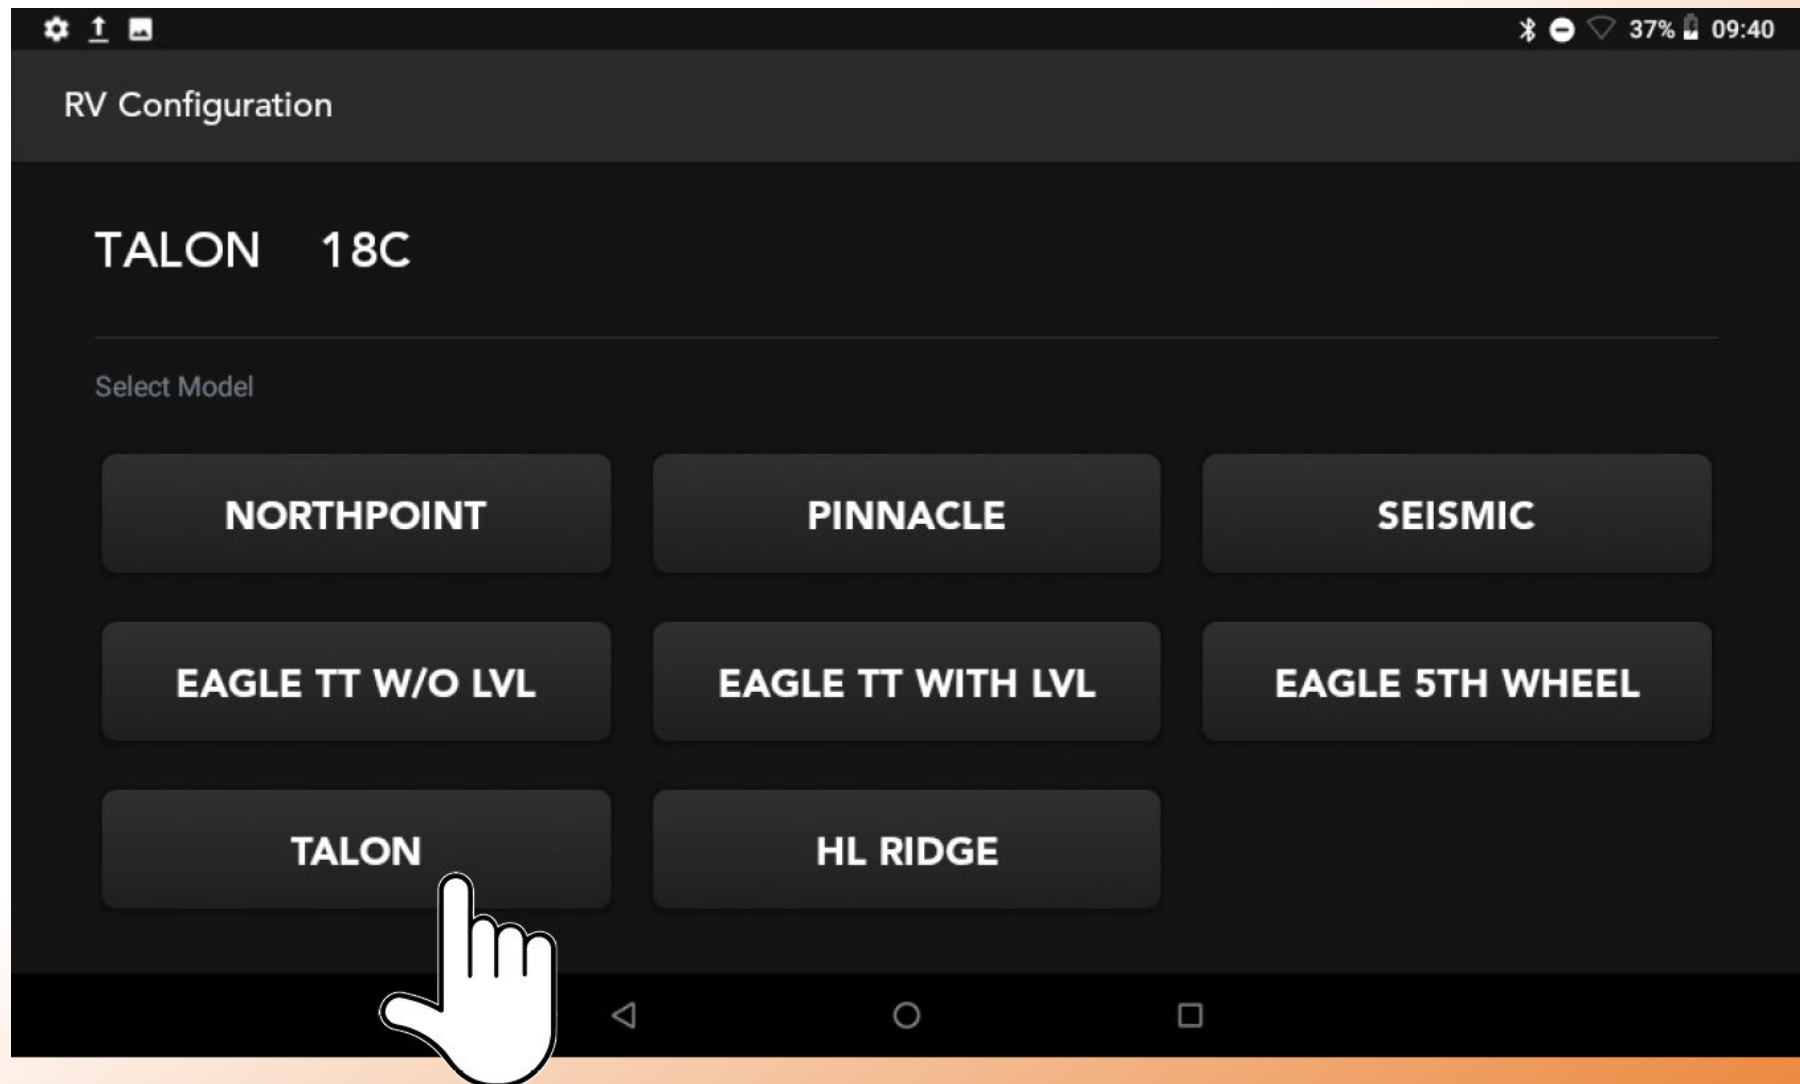 37% 09:40
RV Configuration
TALON 18C
Select Model
NORTHPOINT PINNACLE SEISMIC
EAGLE TT W/O LVL EAGLE TT WITH LVL EAGLE 5TH WHEEL
TALON HL RIDGE